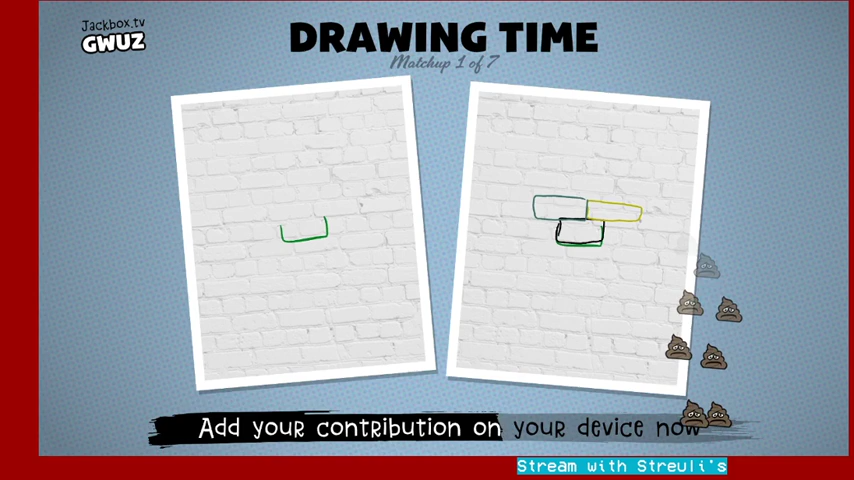 Jackbox.tv
GWUZ
DRAWING TIME
Matchup 1 of 7
Add your contribution on your device now
Stream with Streuli's